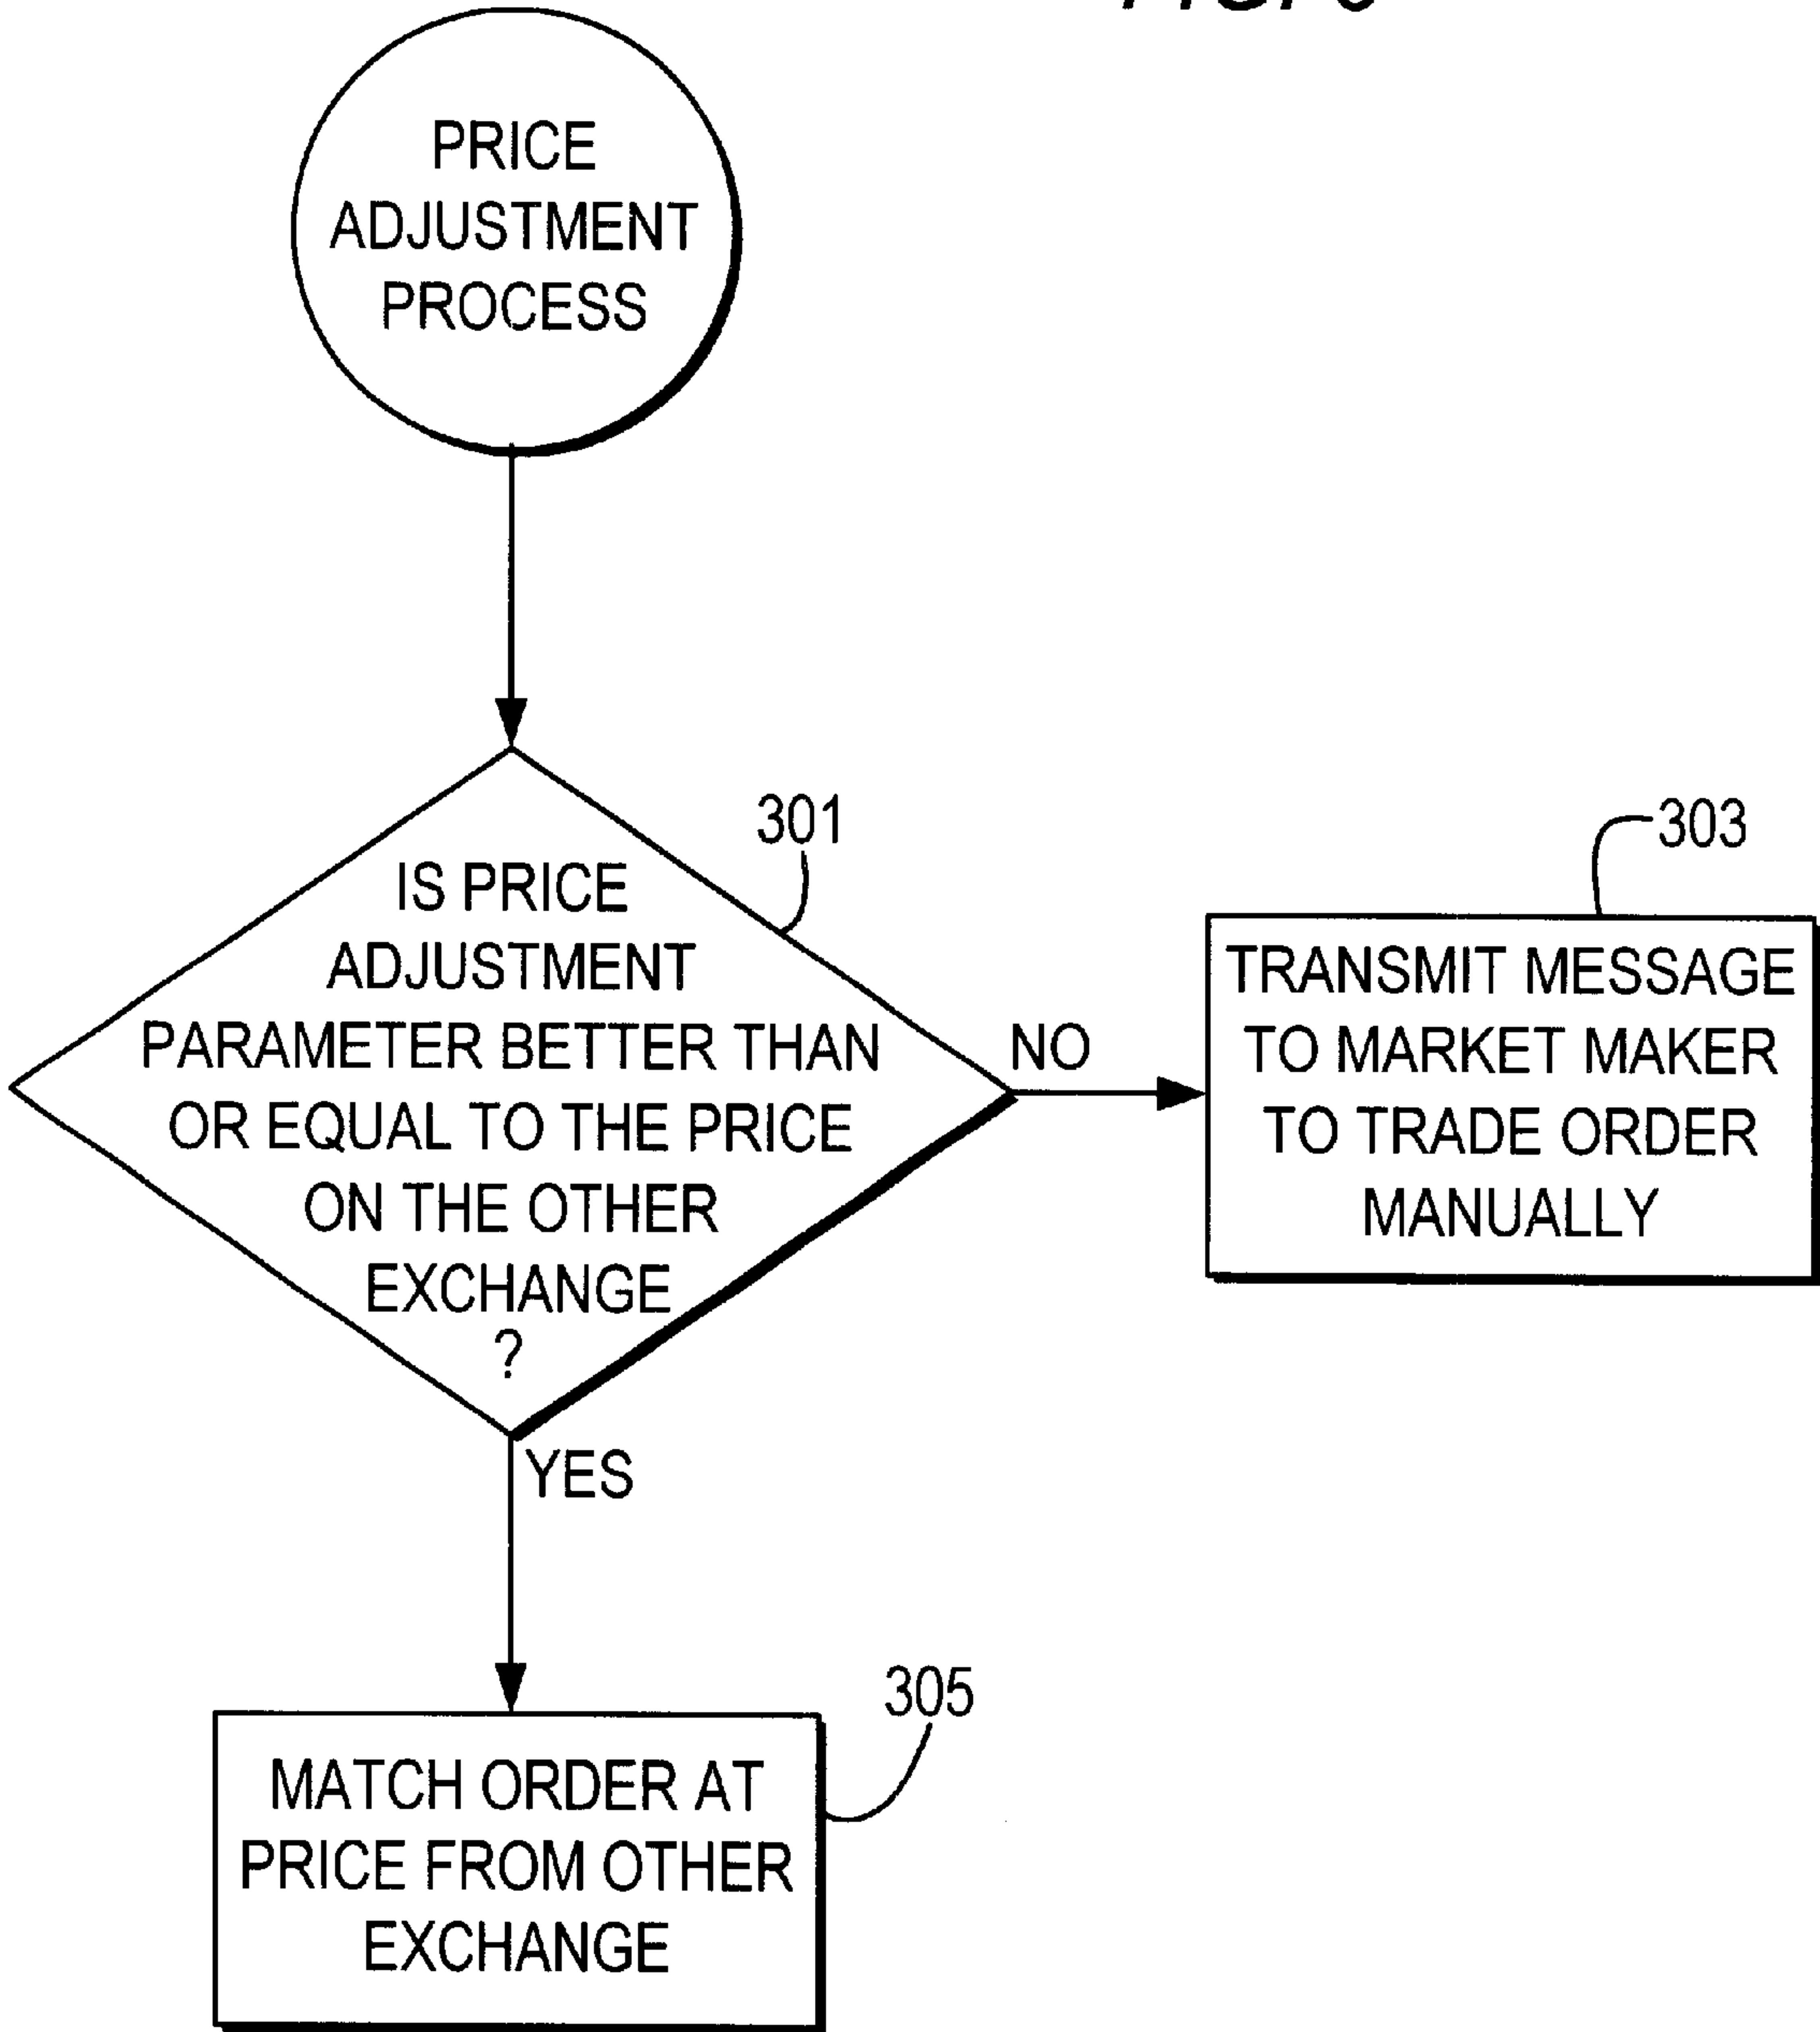 PRICE
ADJUSTMENT
PROCESS
301
IS PRICE
ADJUSTMENT
PARAMETER BETTER THAN
OR EQUAL TO THE PRICE
ON THE OTHER
EXCHANGE
?
NO
303
TRANSMIT MESSAGE
TO MARKET MAKER
TO TRADE ORDER
MANUALLY
YES
305
MATCH ORDER AT
PRICE FROM OTHER
EXCHANGE